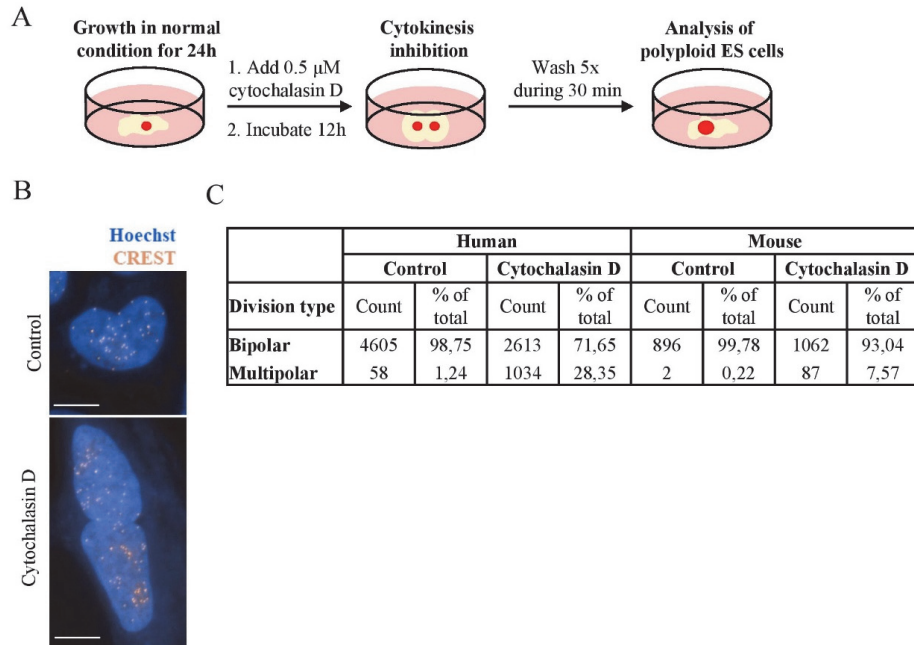 A
Growth in normal
condition for 24h
1. Add 0.5 μM
cytochalasin D
2. Incubate 12h
Cytokinesis
inhibition
Wash 5x
during 30 min
Analysis of
polyploid ES cells
B
Hoechst
CREST
Control
Cytochalasin D
C
Human Mouse
Control Cytochalasin D Control Cytochalasin D
Division type Count % of total Count % of total Count % of total Count % of total
Bipolar 4605 98,75 2613 71,65 896 99,78 1062 93,04
Multipolar 58 1,24 1034 28,35 2 0,22 87 7,57